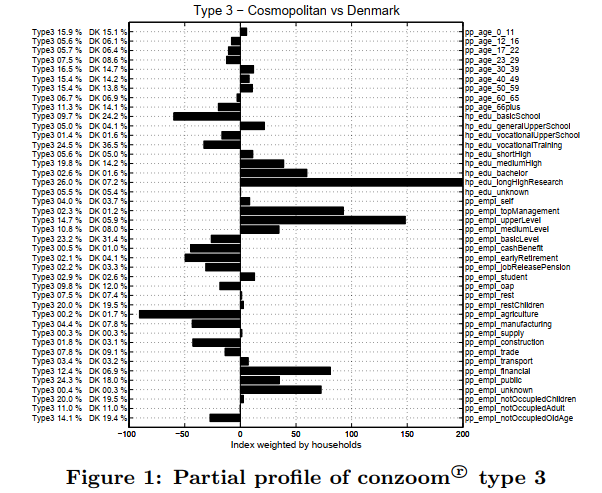 Type 3 − Cosmopolitan vs Denmark
Type3 15.9 % DK 15.1 % pp_age_0_11
Type3 05.1 % DK 06.1 % pp_age_12_16
Type3 05.7 % DK 06.4 % pp_age_17_22
Type3 07.5 % DK 08.6 % pp_age_23_29
Type3 16.5 % DK 14.7 % pp_age_30_39
Type3 15.4 % DK 14.2 % pp_age_40_49
Type3 15.4 % DK 13.8 % pp_age_50_59
Type3 06.7 % DK 06.9 % pp_age_60_65
Type3 11.3 % DK 14.1 % pp_age_66plus
Type3 09.7 % DK 24.2 % hp_edu_basicSchool
Type3 05.0 % DK 04.1 % hp_edu_generalUpperSchool
Type3 01.4 % DK 01.6 % hp_edu_vocationalUpperSchool
Type3 24.5 % DK 36.5 % hp_edu_vocationalTraining
Type3 05.6 % DK 05.0 % hp_edu_shortHigh
Type3 19.8 % DK 14.2 % hp_edu_mediumHigh
Type3 02.6 % DK 01.6 % hp_edu_bachelor
Type3 26.0 % DK 07.2 % hp_edu_longHighResearch
Type3 05.5 % DK 05.4 % hp_edu_unknown
Type3 04.0 % DK 03.7 % pp_empl_self
Type3 02.3 % DK 01.2 % pp_empl_topManagement
Type3 14.7 % DK 05.9 % pp_empl_upperLevel
Type3 10.8 % DK 08.0 % pp_empl_mediumLevel
Type3 23.2 % DK 31.4 % pp_empl_basicLevel
Type3 00.5 % DK 01.0 % pp_empl_cashBenefit
Type3 02.1 % DK 04.1 % pp_empl_earlyRetirement
Type3 02.2 % DK 03.3 % pp_empl_jobReleasePension
Type3 02.9 % DK 02.6 % pp_empl_student
Type3 09.8 % DK 12.0 % pp_empl_oap
Type3 07.5 % DK 07.4 % pp_empl_rest
Type3 20.0 % DK 19.5 % pp_empl_restChildren
Type3 00.2 % DK 01.7 % pp_empl_agriculture
Type3 04.4 % DK 07.8 % pp_empl_manufacturing
Type3 00.3 % DK 00.3 % pp_empl_supply
Type3 01.8 % DK 03.1 % pp_empl_construction
Type3 07.8 % DK 09.1 % pp_empl_trade
Type3 03.4 % DK 03.2 % pp_empl_transport
Type3 12.4 % DK 06.9 % pp_empl_financial
Type3 24.3 % DK 18.0 % pp_empl_public
Type3 00.4 % DK 00.3 % pp_empl_unknown
Type3 20.0 % DK 19.5 % pp_empl_notOccupiedChildren
Type3 11.0 % DK 11.0 % pp_empl_notOccupiedAdult
Type3 14.1 % DK 19.4 % pp_empl_notOccupiedOldAge
−100 −50 0 50 100 150 200
Index weighted by households
Figure 1: Partial profile of conzoom® type 3